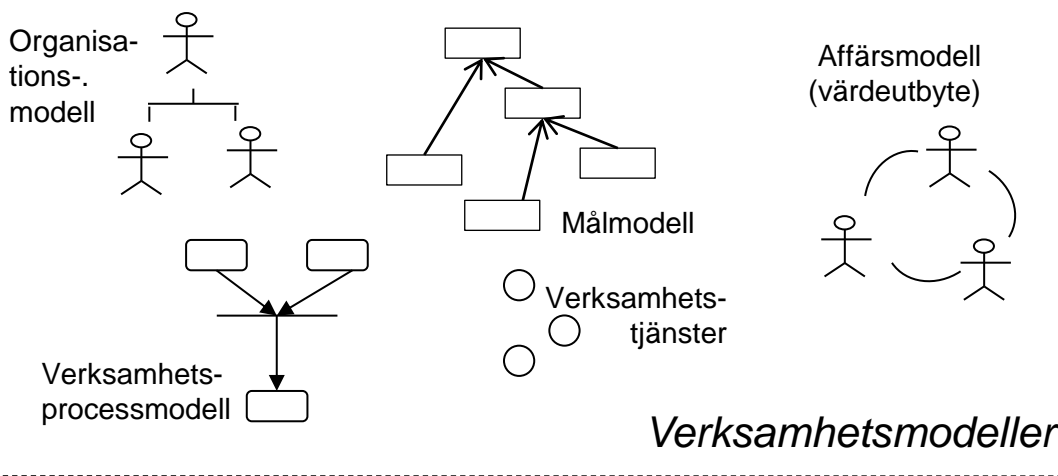 Organisa-
tions-.
modell
Affärsmodell
(värdeutbyte)
Målmodell
Verksamhets-
tjänster
Verksamhets-
processmodell
Verksamhetsmodeller